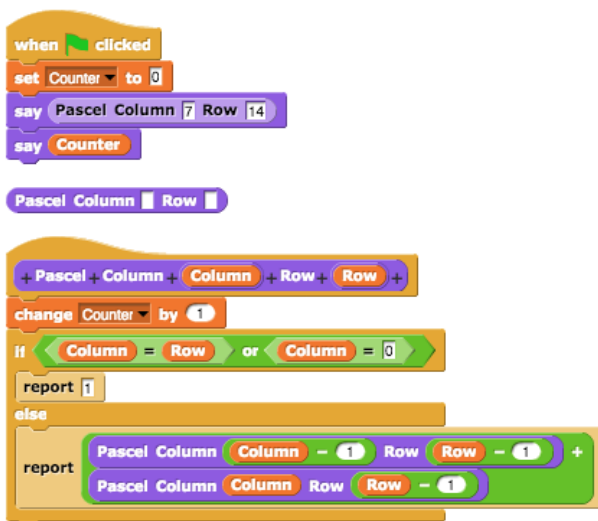 when clicked
set Counter to 0
say Pascel Column 7 Row 14
say Counter
Pascel Column Row
+ Pascel + Column + Column + Row + Row +
change Counter by 1
if Column = Row or Column = 0
report 1
else
Pascel Column Column - 1 Row Row - 1 +
report
Pascel Column Column Row Row - 1